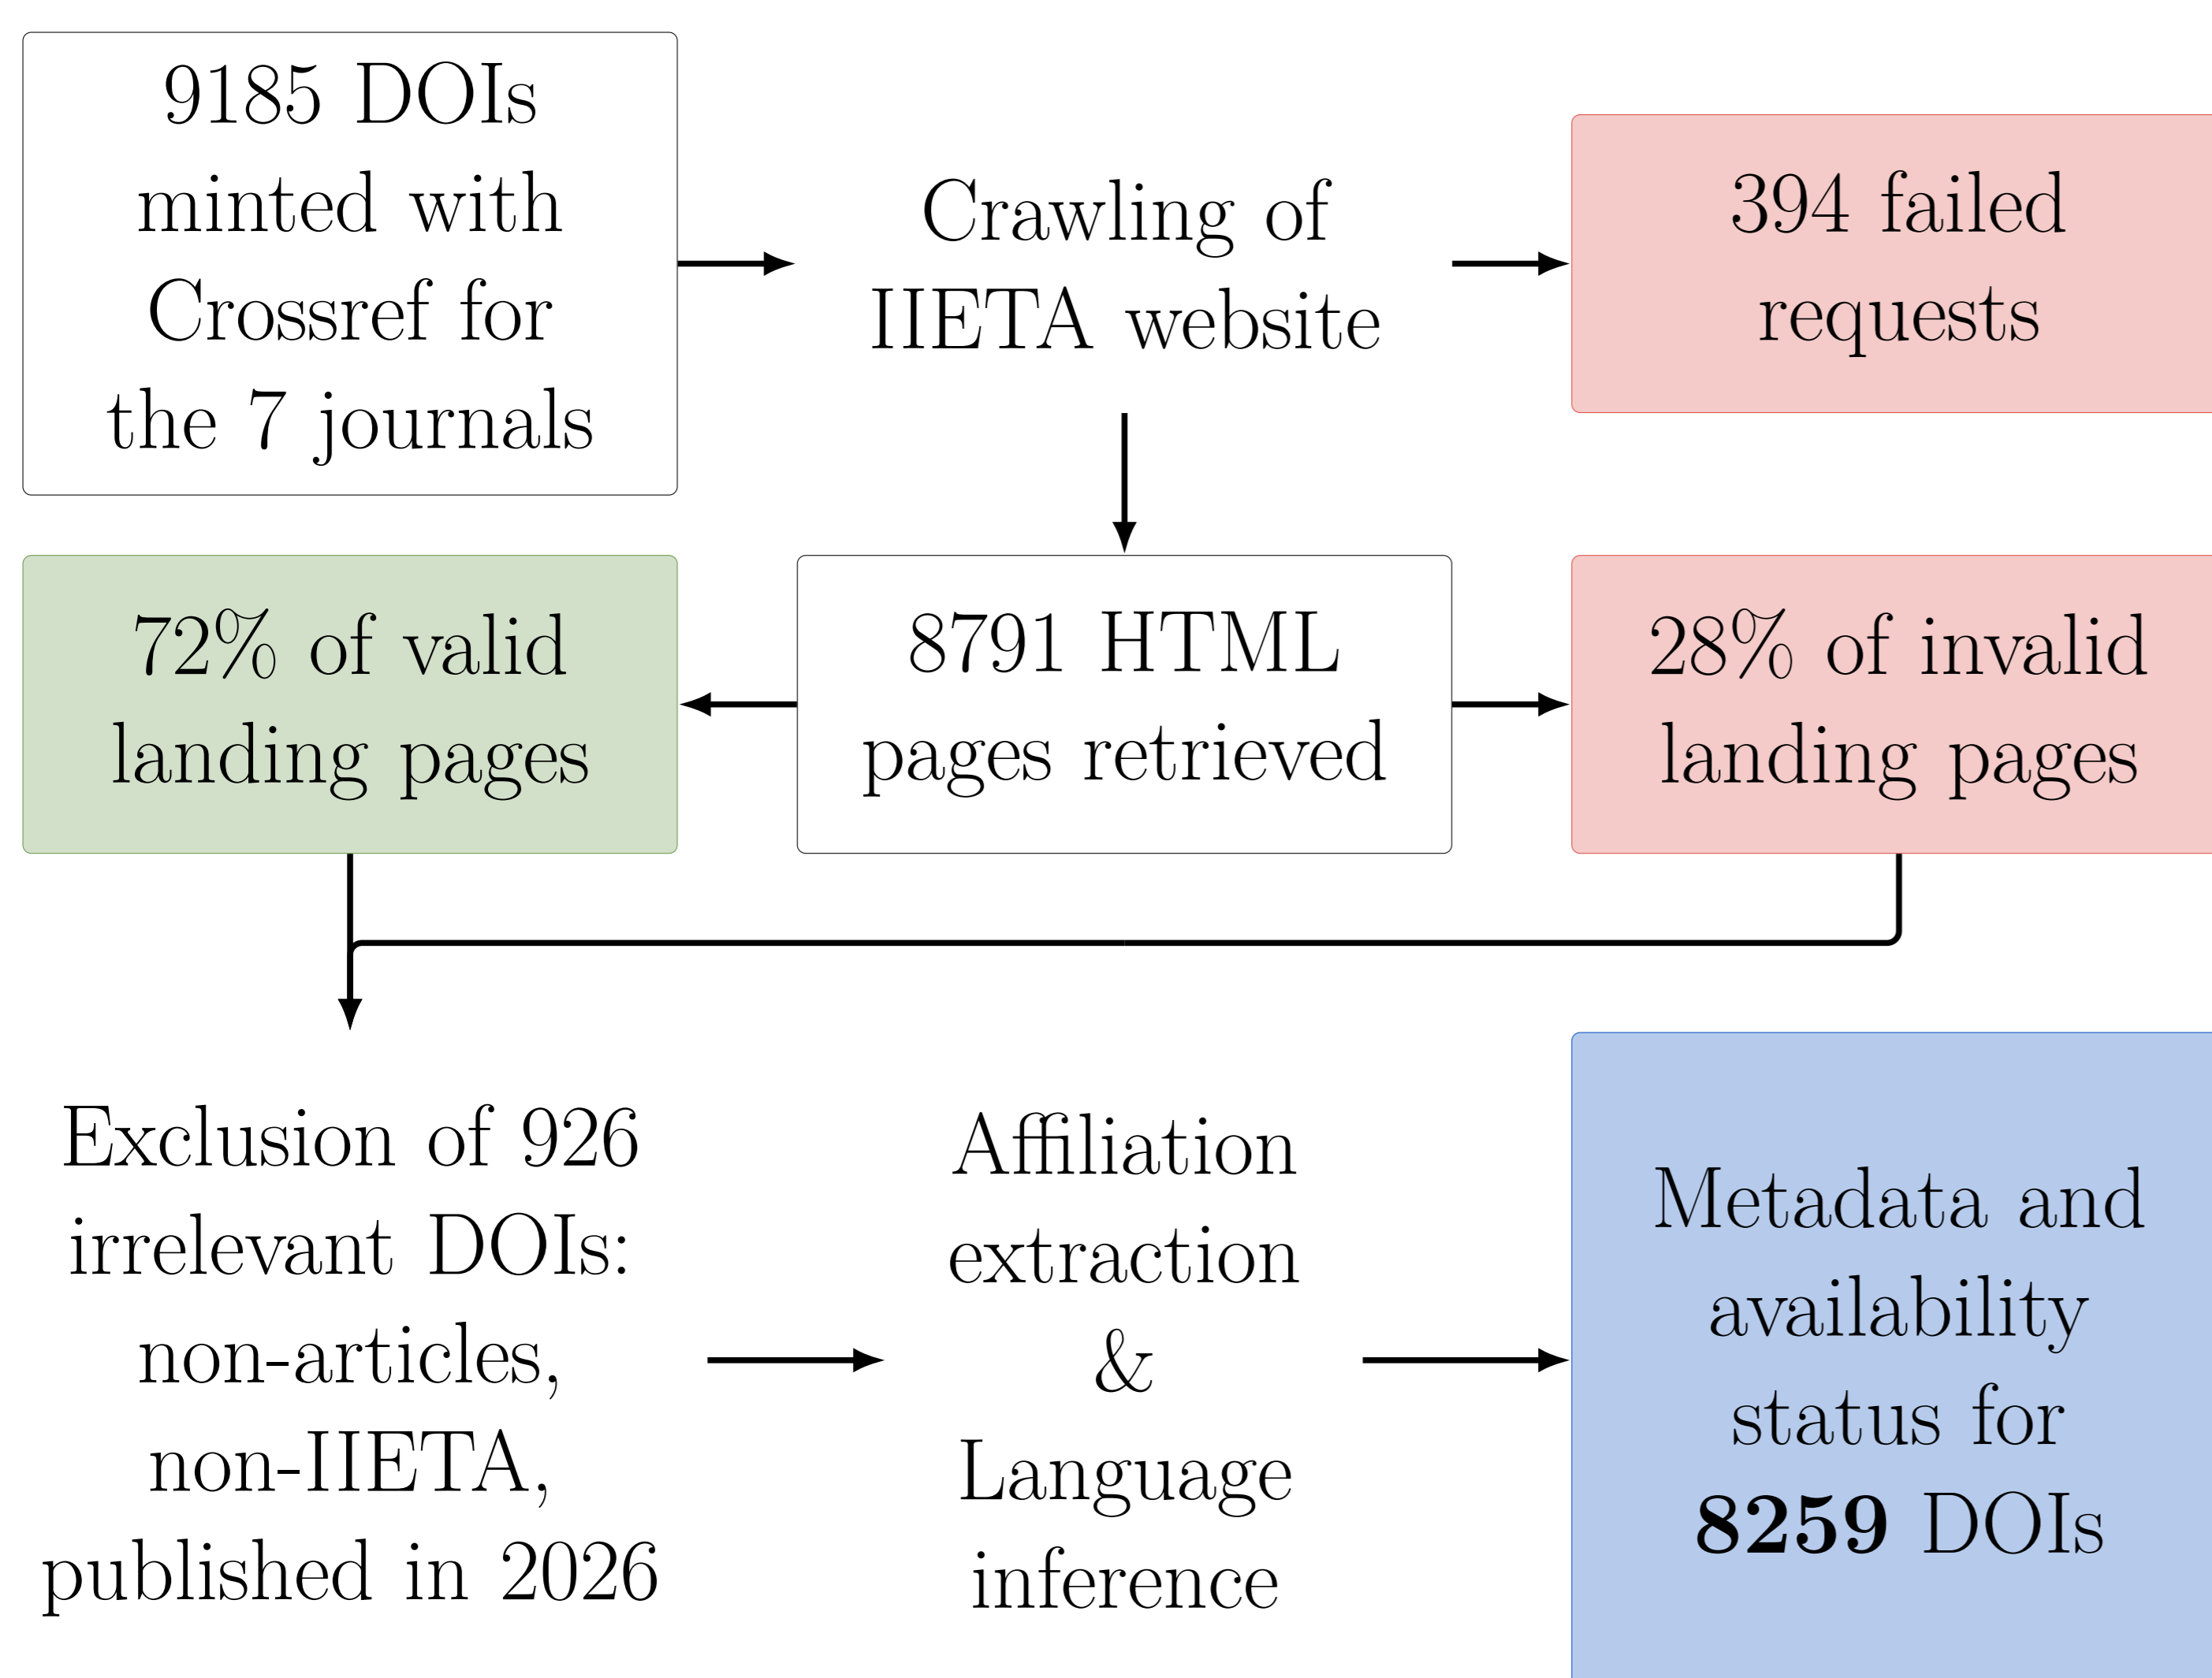 9185 DOIs
minted with
Crossref for
the 7 journals
Crawling of
IIETA website
394 failed
requests
72% of valid
landing pages
8791 HTML
pages retrieved
28% of invalid
landing pages
Exclusion of 926
irrelevant DOIs:
non-articles,
non-IIETA,
published in 2026
Affiliation
extraction
&
Language
inference
Metadata and
availability
status for
8259 DOIs